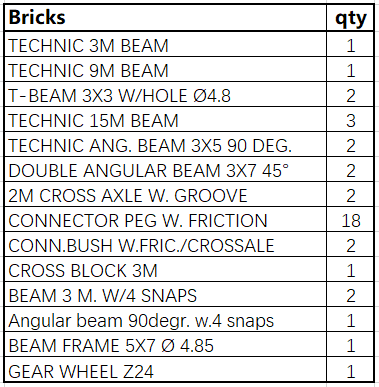 Bricks qty
TECHNIC 3M BEAM 1
TECHNIC 9M BEAM 1
T-BEAM 3X3 W/HOLE Ø4.8 2
TECHNIC 15M BEAM 3
TECHNIC ANG. BEAM 3X5 90 DEG. 2
DOUBLE ANGULAR BEAM 3X7 45° 2
2M CROSS AXLE W. GROOVE 2
CONNECTOR PEG W. FRICTION 18
CONN.BUSH W.FRIC./CROSSALE 2
CROSS BLOCK 3M 1
BEAM 3 M. W/4 SNAPS 2
Angular beam 90degr. w.4 snaps 1
BEAM FRAME 5X7 Ø 4.85 1
GEAR WHEEL Z24 1